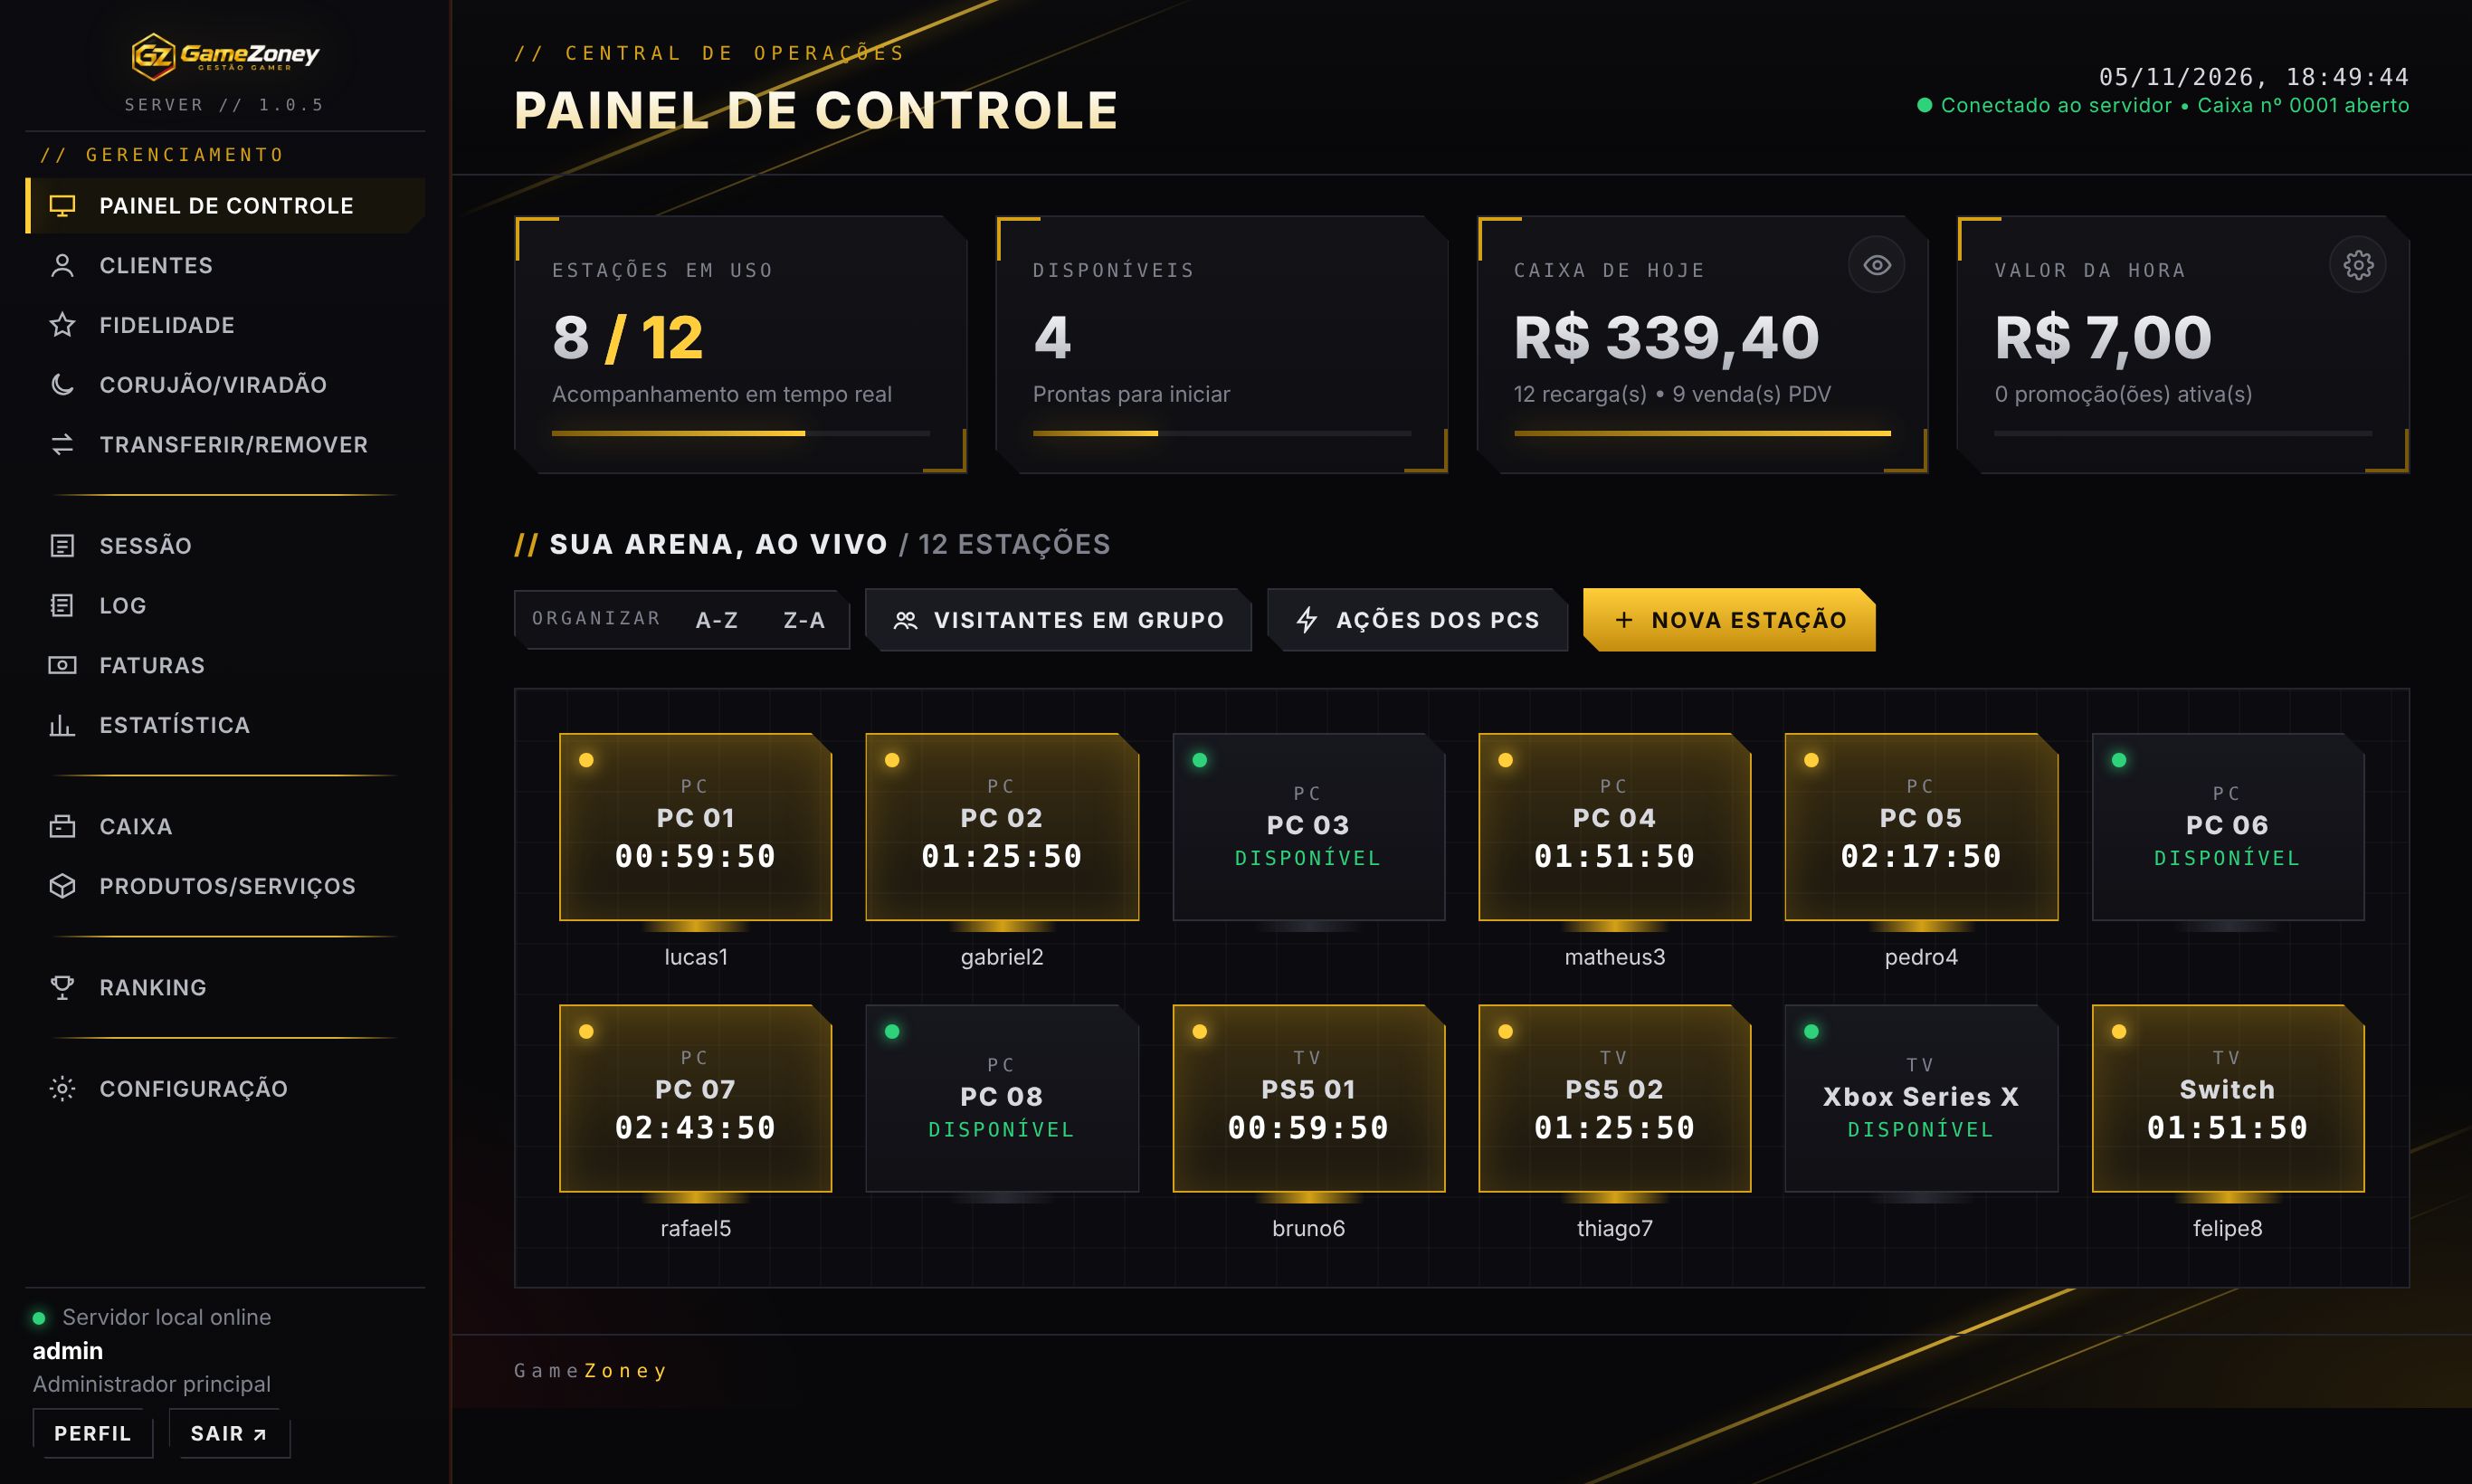 GZ GameZoney
GESTÃO GAMER
SERVER // 1.0.5
// GERENCIAMENTO
PAINEL DE CONTROLE
CLIENTES
FIDELIDADE
CORUJÃO/VIRADÃO
TRANSFERIR/REMOVER
SESSÃO
LOG
FATURAS
ESTATÍSTICA
CAIXA
PRODUTOS/SERVIÇOS
RANKING
CONFIGURAÇÃO
Servidor local online
admin
Administrador principal
PERFIL SAIR ↗
// CENTRAL DE OPERAÇÕES
PAINEL DE CONTROLE
05/11/2026, 18:49:44
Conectado ao servidor • Caixa nº 0001 aberto
ESTAÇÕES EM USO
8 / 12
Acompanhamento em tempo real
DISPONÍVEIS
4
Prontas para iniciar
CAIXA DE HOJE
R$ 339,40
12 recarga(s) • 9 venda(s) PDV
VALOR DA HORA
R$ 7,00
0 promoção(ões) ativa(s)
// SUA ARENA, AO VIVO / 12 ESTAÇÕES
ORGANIZAR A-Z Z-A VISITANTES EM GRUPO AÇÕES DOS PCS + NOVA ESTAÇÃO
PC
PC 01
00:59:50
lucas1
PC
PC 02
01:25:50
gabriel2
PC
PC 03
DISPONÍVEL
PC
PC 04
01:51:50
matheus3
PC
PC 05
02:17:50
pedro4
PC
PC 06
DISPONÍVEL
PC
PC 07
02:43:50
rafael5
PC
PC 08
DISPONÍVEL
TV
PS5 01
00:59:50
bruno6
TV
PS5 02
01:25:50
thiago7
TV
Xbox Series X
DISPONÍVEL
TV
Switch
01:51:50
felipe8
GameZoney